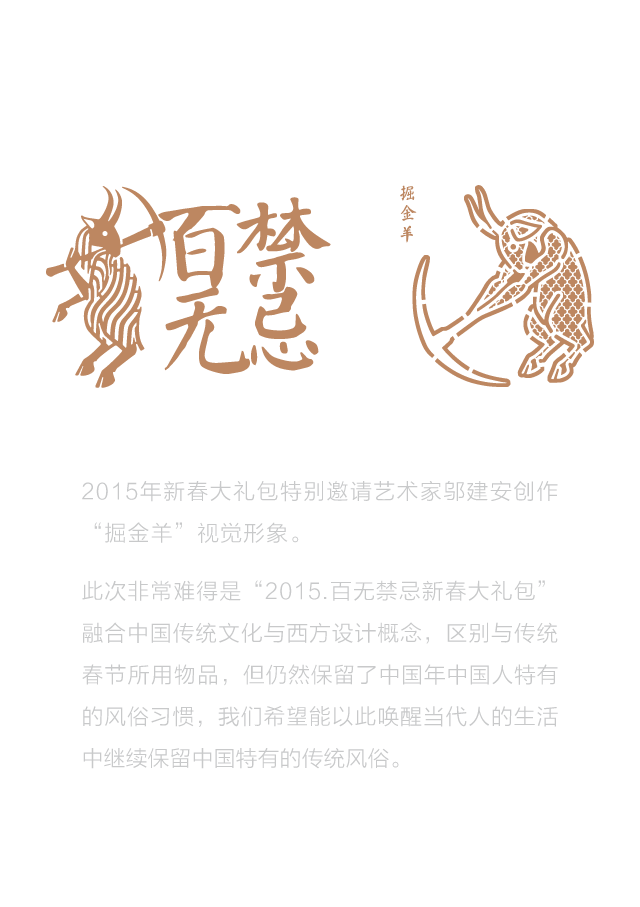 百禁
无忌
掘金羊
2015年新春大礼包特别邀请艺术家邬建安创作
“掘金羊”视觉形象。
此次非常难得是“2015.百无禁忌新春大礼包”
融合中国传统文化与西方设计概念，区别与传统
春节所用物品，但仍然保留了中国年中国人特有
的风俗习惯，我们希望能以此唤醒当代人的生活
中继续保留中国特有的传统风俗。